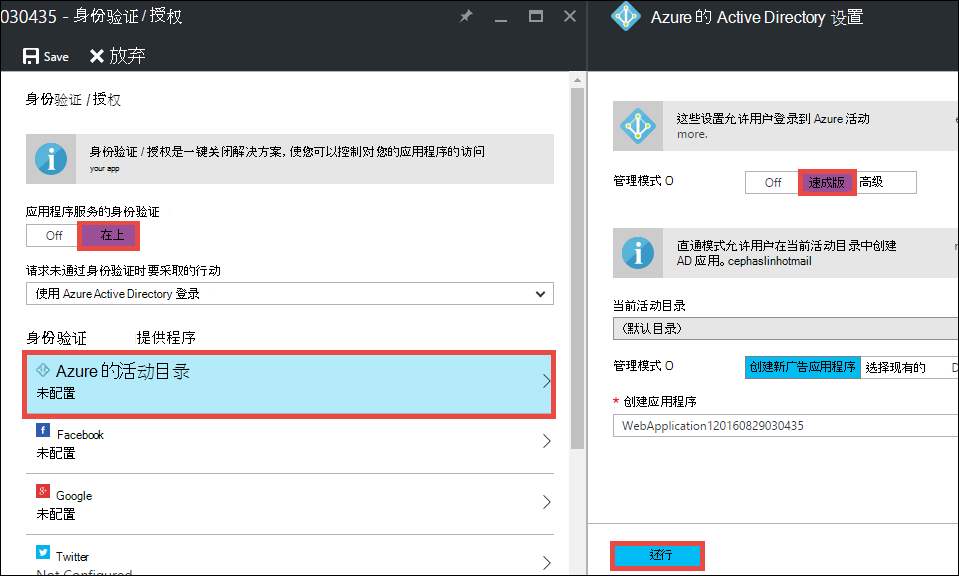 030435 - 身份验证/授权
Save 放弃
身份验证 /授权
身份验证 / 授权是一键关闭解决方案, 使您可以控制对您的应用程序的访问
your app
应用程序服务的身份验证
Off 在上
请求未通过身份验证时要采取的行动
使用 Azure Active Directory 登录
身份验证 提供程序
Azure 的活动目录
未配置
Facebook
未配置
Google
未配置
Twitter
Not Configured
Azure 的 Active Directory 设置
这些设置允许用户登录到 Azure 活动
more.
管理模式 O Off 速成版 高级
直通模式允许用户在当前活动目录中创建
AD 应用。cephaslinhotmail
当前活动目录
(默认目录)
管理模式 O 创建新广告应用程序 选择现有的 D
* 创建应用程序
WebApplication120160829030435
还行